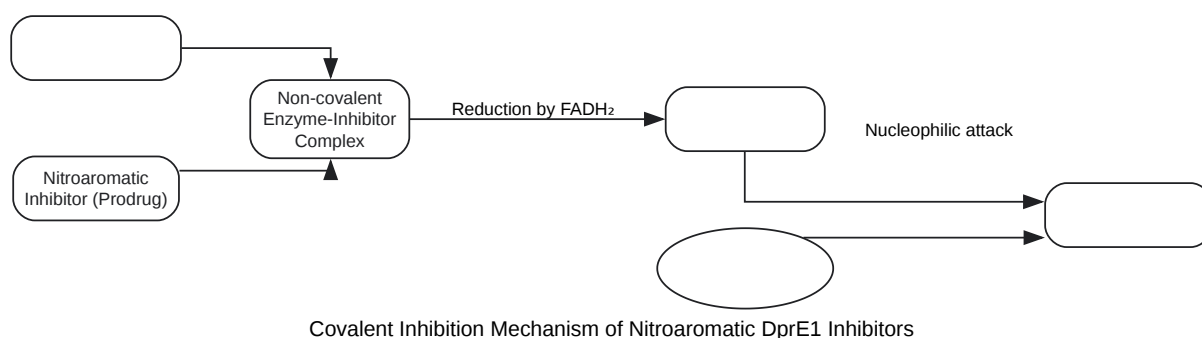 Non-covalent
Enzyme-Inhibitor
Complex
Reduction by FADH₂
Nucleophilic attack
Nitroaromatic
Inhibitor (Prodrug)
Covalent Inhibition Mechanism of Nitroaromatic DprE1 Inhibitors